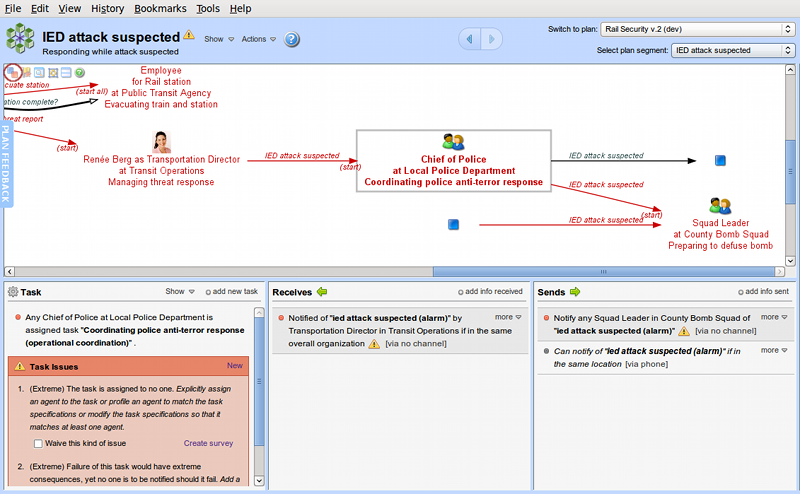 File Edit View History Bookmarks Tools Help
IED attack suspected
Responding while attack suspected
Show Actions ?
Switch to plan: Rail Security v.2 (dev)
Select plan segment: IED attack suspected
PLAN FEEDBACK
Employee
for Rail station
at Public Transit Agency
Evacuating train and station
cuate station
(start all)
ation complete?
reat report
(start)
Renée Berg as Transportation Director
at Transit Operations
Managing threat response
IED attack suspected
(start)
Chief of Police
at Local Police Department
Coordinating police anti-terror response
IED attack suspected
IED attack suspected
IED attack suspected
(start)
Squad Leader
at County Bomb Squad
Preparing to defuse bomb
Task Show add new task
Any Chief of Police at Local Police Department is
assigned task "Coordinating police anti-terror response
(operational coordination)" .
Task Issues New
1. (Extreme) The task is assigned to no one. Explicitly assign
an agent to the task or profile an agent to match the task
specifications or modify the task specifications so that it
matches at least one agent.
Waive this kind of issue Create survey
2. (Extreme) Failure of this task would have extreme
consequences, yet no one is to be notified should it fail. Add a
Receives add info received
Notified of "ied attack suspected (alarm)" by more
Transportation Director in Transit Operations if in the same
overall organization [via no channel]
Sends add info sent
Notify any Squad Leader in County Bomb Squad of more
"ied attack suspected (alarm)" [via no channel]
Can notify of "ied attack suspected (alarm)" if in more
the same location [via phone]